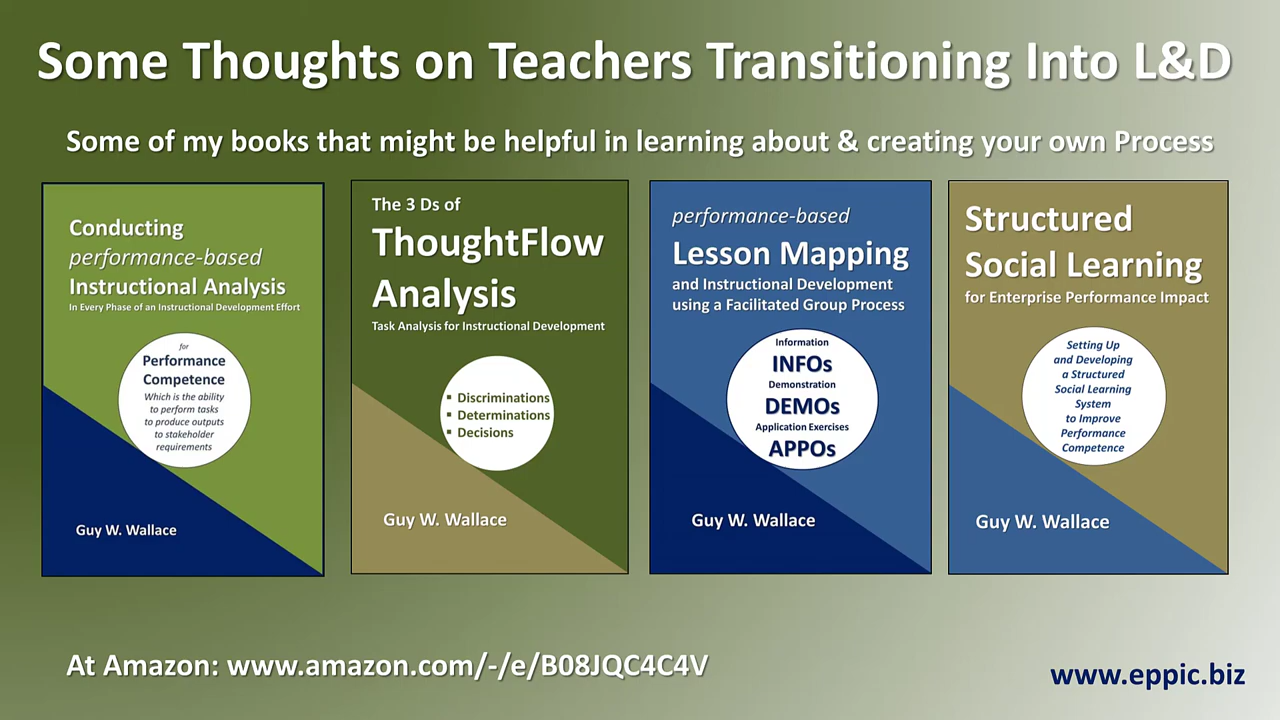 Some Thoughts on Teachers Transitioning Into L&D
Some of my books that might be helpful in learning about & creating your own Process
Conducting
performance-based
Instructional Analysis
In Every Phase of an Instructional Development Effort
for
Performance
Competence
Which is the ability
to perform tasks
to produce outputs
to stakeholder
requirements
Guy W. Wallace
The 3 Ds of
ThoughtFlow
Analysis
Task Analysis for Instructional Development
▪ Discriminations
▪ Determinations
▪ Decisions
Guy W. Wallace
performance-based
Lesson Mapping
and Instructional Development
using a Facilitated Group Process
Information
INFOs
Demonstration
DEMOs
Application Exercises
APPOs
Guy W. Wallace
Structured
Social Learning
for Enterprise Performance Impact
Setting Up
and Developing
a Structured
Social Learning
System
to Improve
Performance
Competence
Guy W. Wallace
At Amazon: www.amazon.com/-/e/B08JQC4C4V
www.eppic.biz